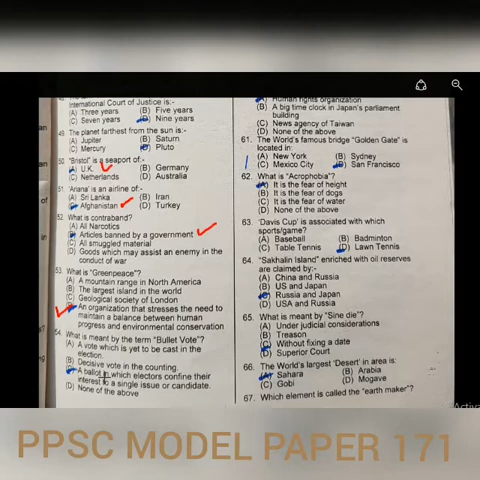 International Court of Justice is:-
(A) Three years (B) Five years
(C) Seven years (D) Nine years
49. The planet farthest from the sun is:-
(A) Jupiter (B) Saturn
(C) Mercury (D) Pluto
50. "Bristol" is a seaport of:-
(A) U.K. (B) Germany
(C) Netherlands (D) Australia
51. 'Ariana' is an airline of:-
(A) Sri Lanka (B) Iran
Afghanistan (D) Turkey
52. What is contraband?
(A) All Narcotics
Articles banned by a government
(C) All smuggled material
(D) Goods which may assist an enemy in the
conduct of war
53. What is "Greenpeace"?
(A) A mountain range in North America
(B) The largest island in the world
(C) Geological society of London
An organization that stresses the need to
maintain a balance between human
progress and environmental conservation
54. What is meant by the term "Bullet Vote"?
(A) A vote which is yet to be cast in the
election.
(B) Decisive vote in the counting.
A ballot in which electors confine their
interest to a single issue or candidate.
(D) None of the above
Human rights organization
(B) A big time clock in Japan's parliament
building
(C) News agency of Taiwan
(D) None of the above
61. The World's famous bridge "Golden Gate" is
located in:
(A) New York (B) Sydney
(C) Mexico City San Francisco
62. What is "Acrophobia"?
It is the fear of height
(B) It is the fear of dogs
(C) It is the fear of water
(D) None of the above
63. 'Davis Cup' is associated with which
sports/game?
(A) Baseball (B) Badminton
(C) Table Tennis (D) Lawn Tennis
64. "Sakhalin Island" enriched with oil reserves
are claimed by:-
(A) China and Russia
(B) US and Japan
Russia and Japan
(D) USA and Russia
65. What is meant by "Sine die"?
(A) Under judicial considerations
(B) Treason
Without fixing a date
(D) Superior Court
66. The World's largest 'Desert' in area is:
(A) Sahara (B) Arabia
(C) Gobi (D) Mogave
67. Which element is called the "earth maker"?
PPSC MODEL PAPER 171